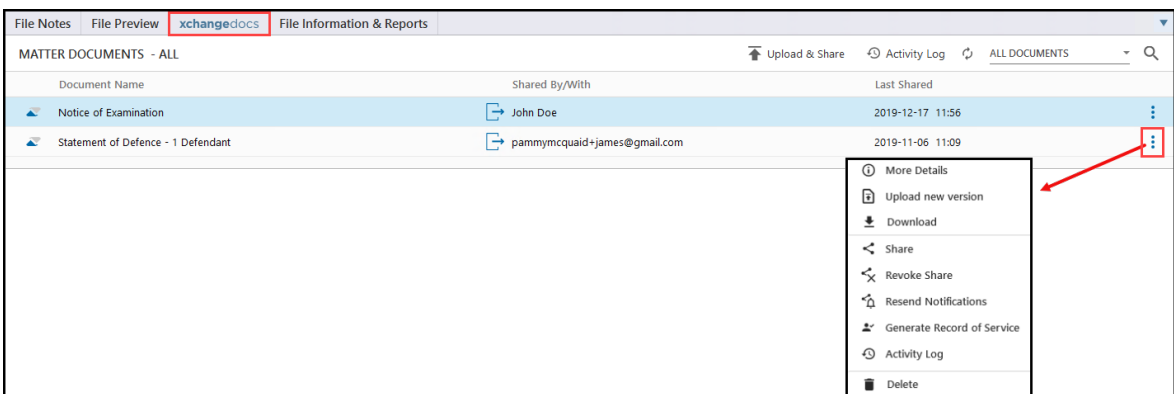 File Notes File Preview xchangedocs File Information & Reports
MATTER DOCUMENTS - ALL Upload & Share Activity Log ALL DOCUMENTS
Document Name Shared By/With Last Shared
Notice of Examination John Doe 2019-12-17 11:56
Statement of Defence - 1 Defendant pammymcquaid+james@gmail.com 2019-11-06 11:09
More Details
Upload new version
Download
Share
Revoke Share
Resend Notifications
Generate Record of Service
Activity Log
Delete